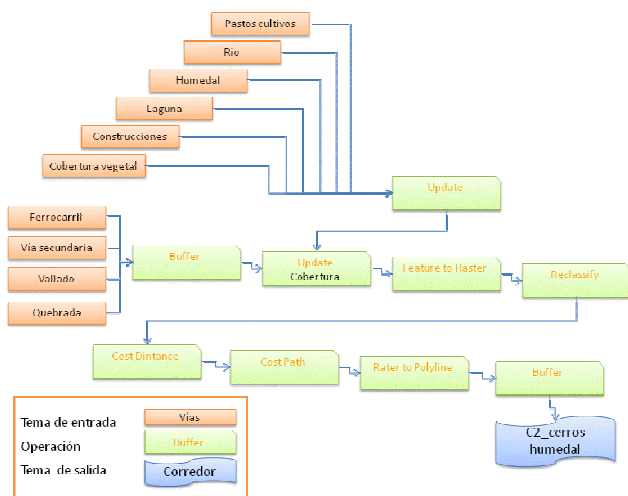 Pastos cultivos
Rio
Humedal
Laguna
Construcciones
Cobertura vegetal
Update
Ferrocarril
Vía secundaria
Vallado
Quebrada
Buffer
Update
Cobertura
Feature to Raster
Reclassify
Cost Distance
Cost Path
Rater to Polyline
Buffer
C2_cerros
humedal
Tema de entrada
Vías
Operación
Buffer
Tema de salida
Corredor